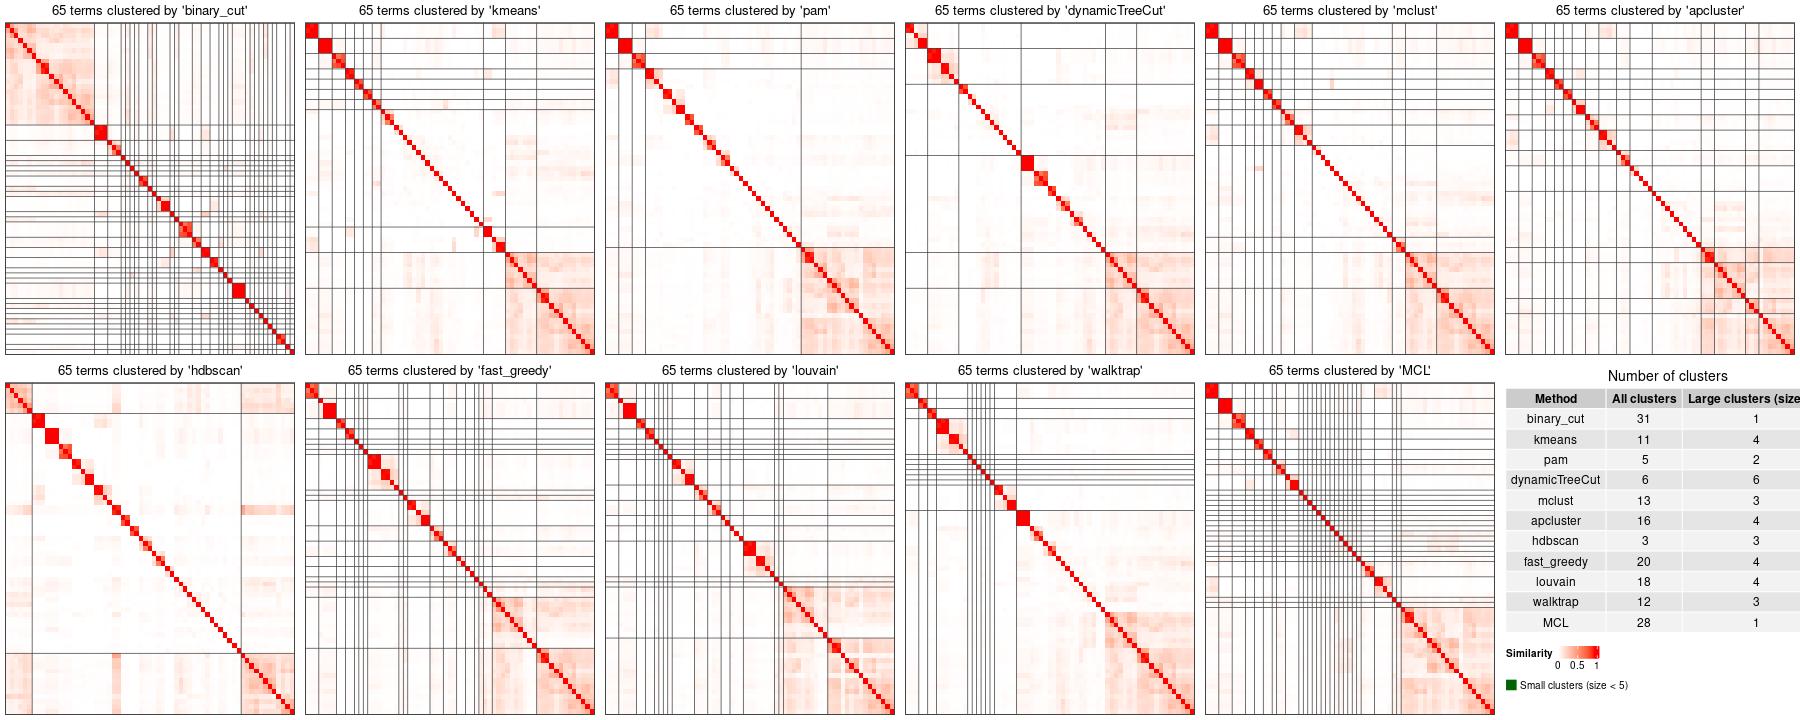 65 terms clustered by 'binary_cut'
65 terms clustered by 'kmeans'
65 terms clustered by 'pam'
65 terms clustered by 'dynamicTreeCut'
65 terms clustered by 'mclust'
65 terms clustered by 'apcluster'
65 terms clustered by 'hdbscan'
65 terms clustered by 'fast_greedy'
65 terms clustered by 'louvain'
65 terms clustered by 'walktrap'
65 terms clustered by 'MCL'
Number of clusters
Method All clusters Large clusters (size
binary_cut 31 1
kmeans 11 4
pam 5 2
dynamicTreeCut 6 6
mclust 13 3
apcluster 16 4
hdbscan 3 3
fast_greedy 20 4
louvain 18 4
walktrap 12 3
MCL 28 1
Similarity
0 0.5 1
Small clusters (size < 5)